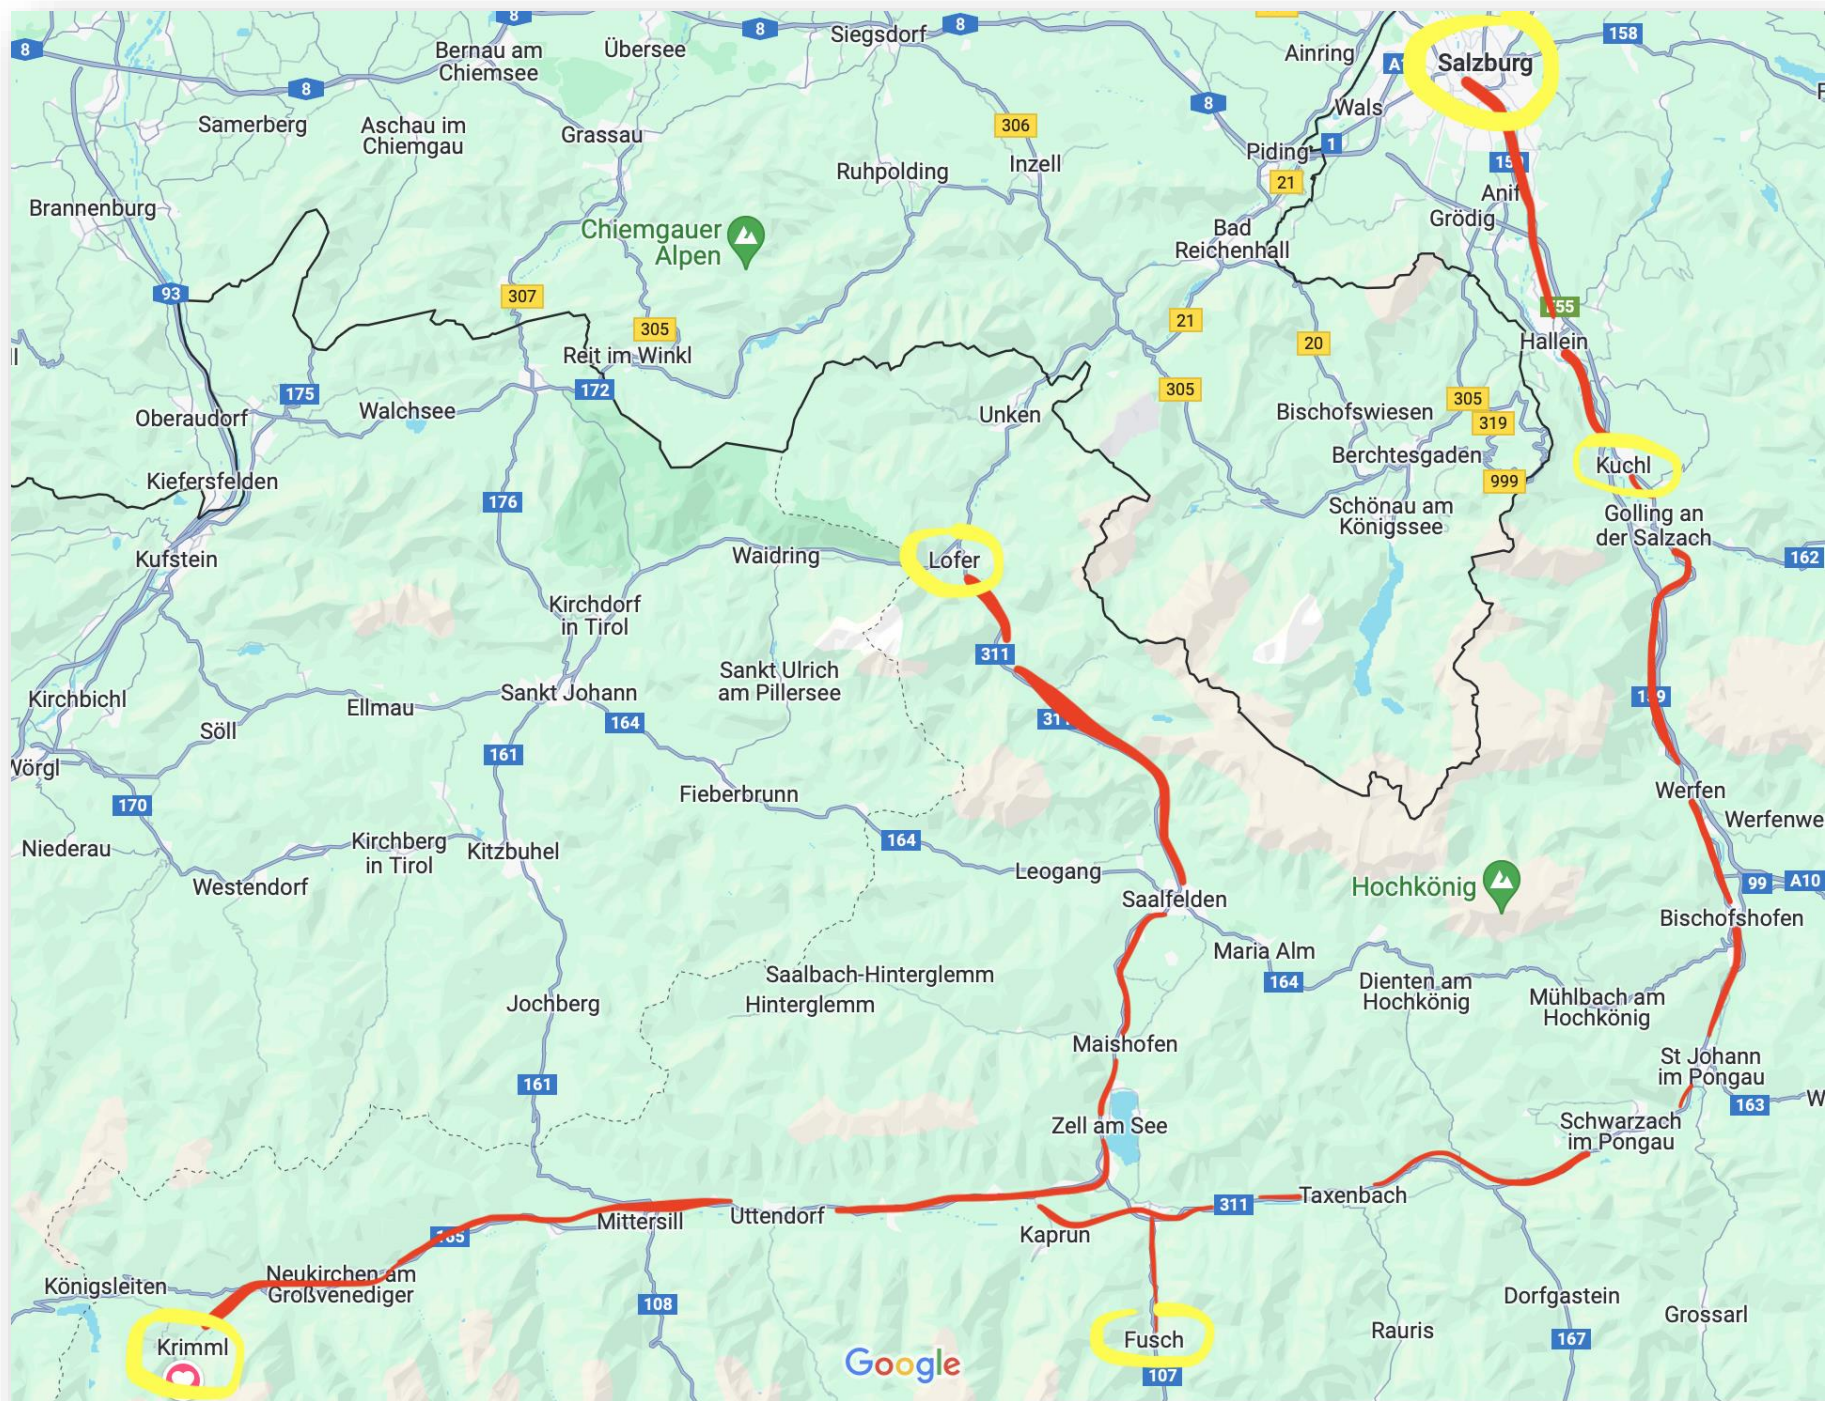 8
8
8
8
8
Bernau am
Chiemsee
Übersee
Siegsdorf
Ainring
A1
Salzburg
158
Samerberg
Aschau im
Chiemgau
Grassau
306
8
Wals
Ruhpolding
Inzell
Piding
1
21
Anif
Grödig
Brannenburg
Chiemgauer
Alpen
Bad
Reichenhall
93
307
305
21
20
Hallein
Reit im Winkl
172
175
Oberaudorf
Walchsee
Unken
305
Bischofswiesen
305
319
Berchtesgaden
Kuchl
Kiefersfelden
999
176
Schönau am
Königssee
Golling an
der Salzach
Kufstein
Waidring
Lofer
162
Kirchdorf
in Tirol
311
Kirchbichl
Sankt Johann
Sankt Ulrich
am Pillersee
Ellmau
Söll
164
Wörgl
161
170
Fieberbrunn
Werfen
Werfenwe
Niederau
Kirchberg
in Tirol
Kitzbuhel
164
Leogang
Westendorf
Hochkönig
99
A10
Saalfelden
Bischofshofen
Maria Alm
164
Saalbach-Hinterglemm
Hinterglemm
Dienten am
Hochkönig
Mühlbach am
Hochkönig
Jochberg
Maishofen
St Johann
im Pongau
161
163
W
Zell am See
Schwarzach
im Pongau
Taxenbach
311
Mittersill
Uttendorf
Kaprun
Königsleiten
Neukirchen am
Großvenediger
108
Dorfgastein
Grossarl
Rauris
167
Krimml
Google
Fusch
107